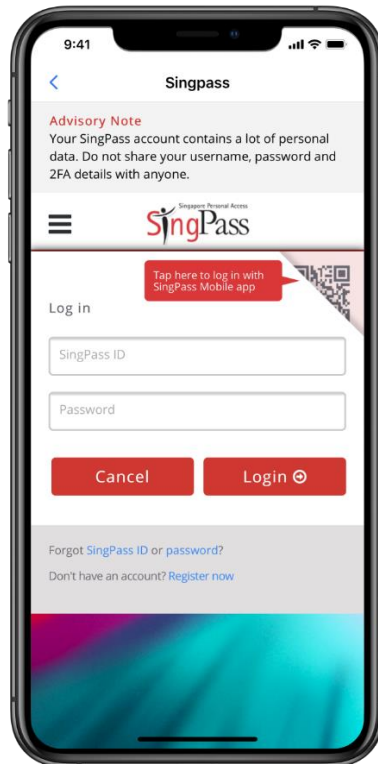 9:41
Singpass
Advisory Note
Your SingPass account contains a lot of personal
data. Do not share your username, password and
2FA details with anyone.
Singapore Personal Access
SingPass
Tap here to log in with
SingPass Mobile app
Log in
SingPass ID
Password
Cancel
Login
Forgot SingPass ID or password?
Don't have an account? Register now